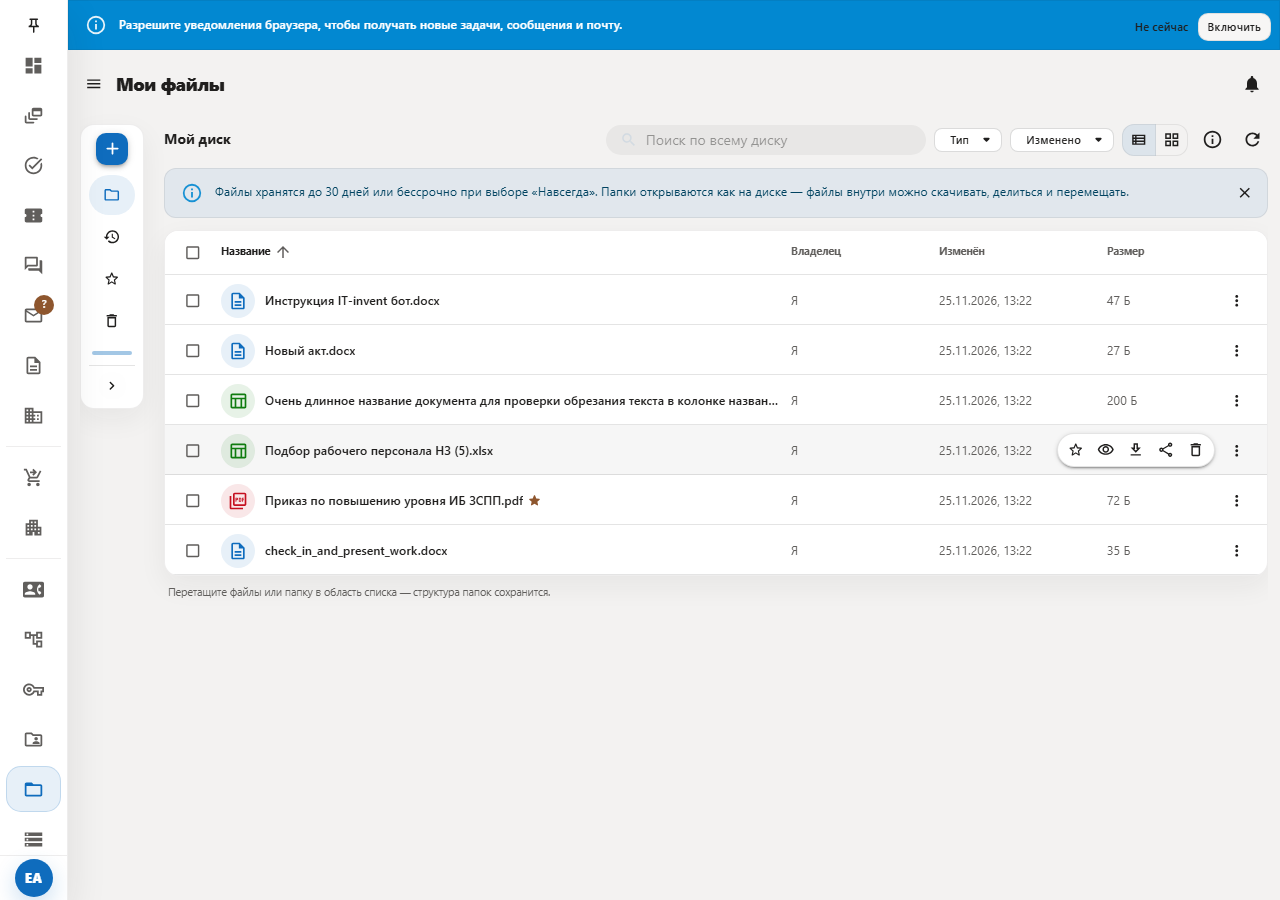 Разрешите уведомления браузера, чтобы получать новые задачи, сообщения и почту.
Не сейчас
Включить
Мои файлы
Мой диск
Поиск по всему диску
Тип
Изменено
Файлы хранятся до 30 дней или бессрочно при выборе «Навсегда». Папки открываются как на диске — файлы внутри можно скачивать, делиться и перемещать.
Название Владелец Изменён Размер
Инструкция IT-invent бот.docx Я 25.11.2026, 13:22 47 Б
Новый акт.docx Я 25.11.2026, 13:22 27 Б
Очень длинное название документа для проверки обрезания текста в колонке назван... Я 25.11.2026, 13:22 200 Б
Подбор рабочего персонала НЗ (5).xlsx Я 25.11.2026, 13:22
Приказ по повышению уровня ИБ ЗСПП.pdf Я 25.11.2026, 13:22 72 Б
check_in_and_present_work.docx Я 25.11.2026, 13:22 35 Б
Перетащите файлы или папку в область списка — структура папок сохранится.
?
PDF
EA